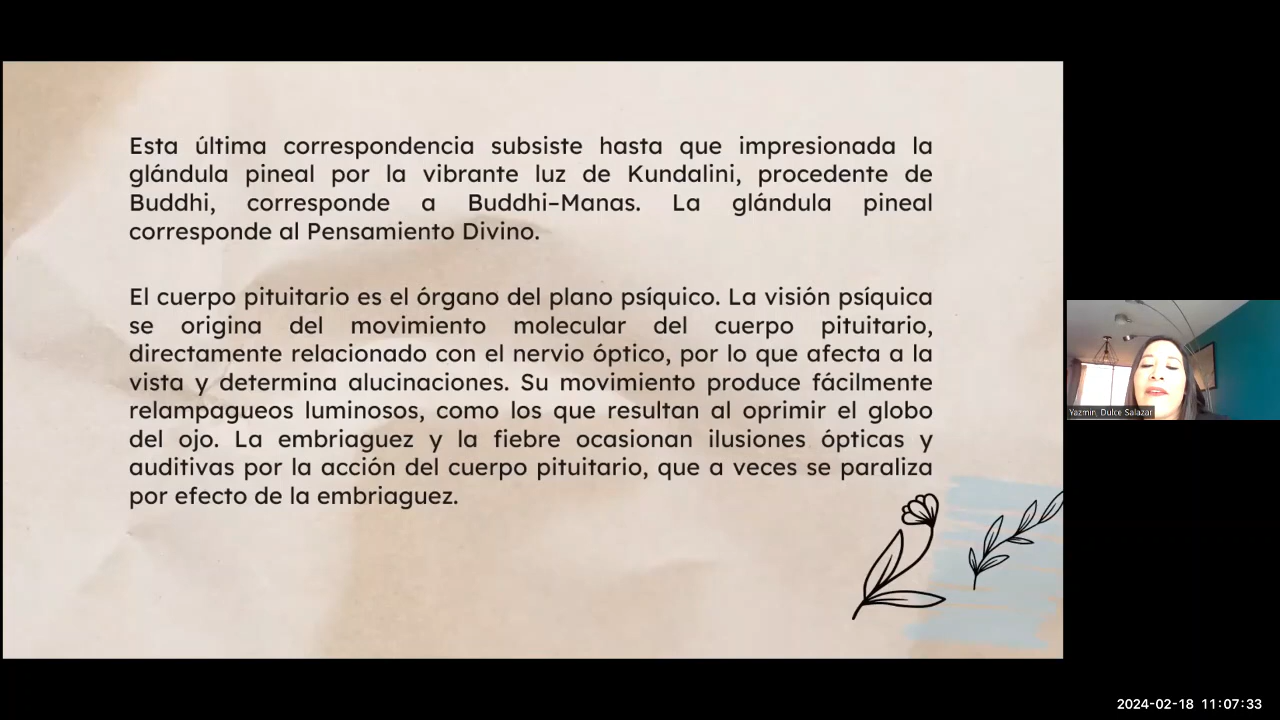 Esta última correspondencia subsiste hasta que impresionada la
glándula pineal por la vibrante luz de Kundalini, procedente de
Buddhi, corresponde a Buddhi–Manas. La glándula pineal
corresponde al Pensamiento Divino.
El cuerpo pituitario es el órgano del plano psíquico. La visión psíquica
se origina del movimiento molecular del cuerpo pituitario,
directamente relacionado con el nervio óptico, por lo que afecta a la
vista y determina alucinaciones. Su movimiento produce fácilmente
relampagueos luminosos, como los que resultan al oprimir el globo
del ojo. La embriaguez y la fiebre ocasionan ilusiones ópticas y
auditivas por la acción del cuerpo pituitario, que a veces se paraliza
por efecto de la embriaguez.
Yazmin, Dulce Salazar
2024-02-18 11:07:33